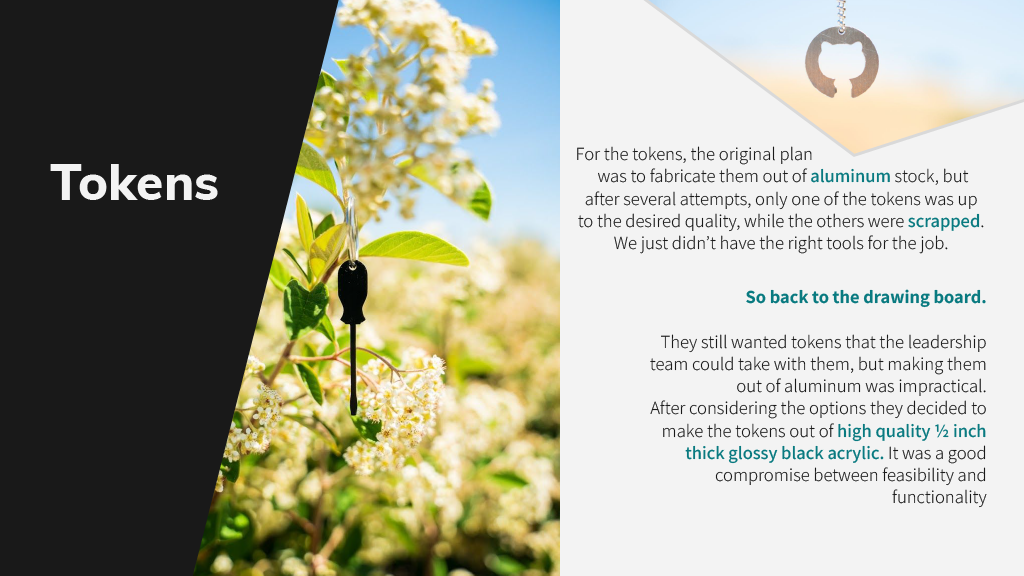 Tokens
For the tokens, the original plan
was to fabricate them out of aluminum stock, but
after several attempts, only one of the tokens was up
to the desired quality, while the others were scrapped.
We just didn’t have the right tools for the job.
So back to the drawing board.
They still wanted tokens that the leadership
team could take with them, but making them
out of aluminum was impractical.
After considering the options they decided to
make the tokens out of high quality ½ inch
thick glossy black acrylic. It was a good
compromise between feasibility and
functionality